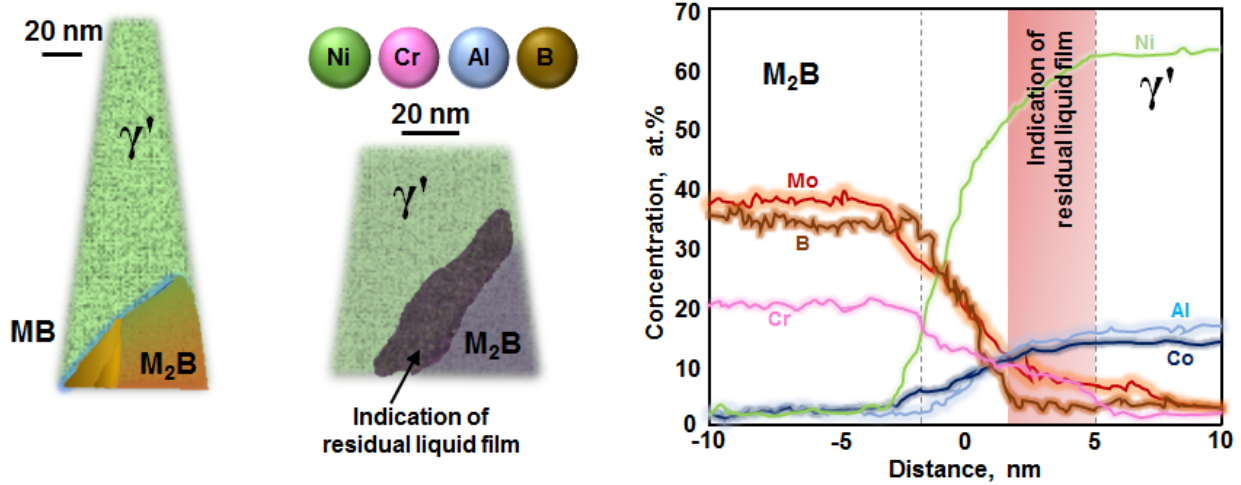 20 nm
γ'
MB
M₂B
Ni Cr Al B
20 nm
γ'
M₂B
Indication of
residual liquid film
70
60
50
40
30
20
10
0
Concentration, at.%
M₂B
Mo
B
Cr
Ni
γ'
Al
Co
Indication of
residual liquid film
-10 -5 0 5 10
Distance, nm